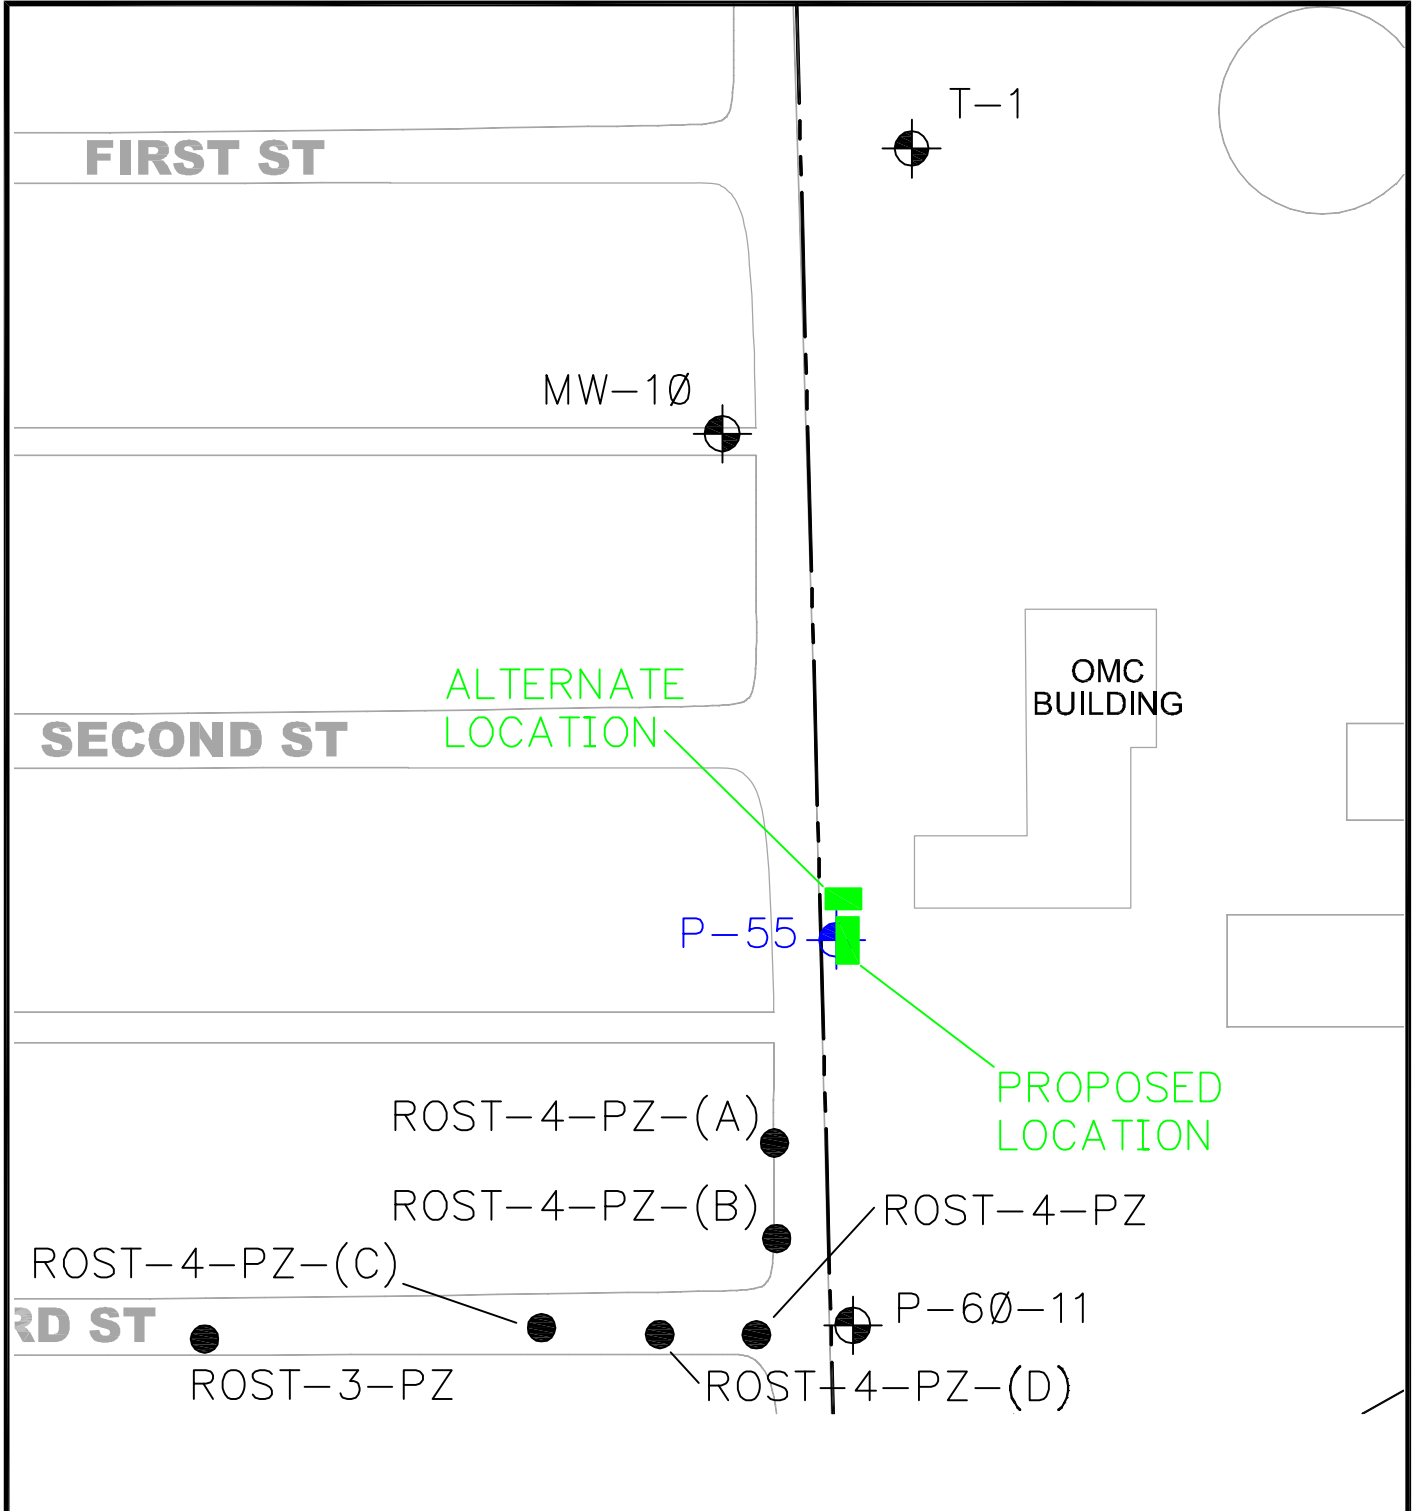 T-1
FIRST ST
MW-1Ø
OMC
BUILDING
ALTERNATE
LOCATION
SECOND ST
P-55
PROPOSED
LOCATION
ROST-4-PZ-(A)
ROST-4-PZ-(B)
ROST-4-PZ
ROST-4-PZ-(C)
P-6Ø-11
RD ST
ROST-3-PZ
ROST-4-PZ-(D)